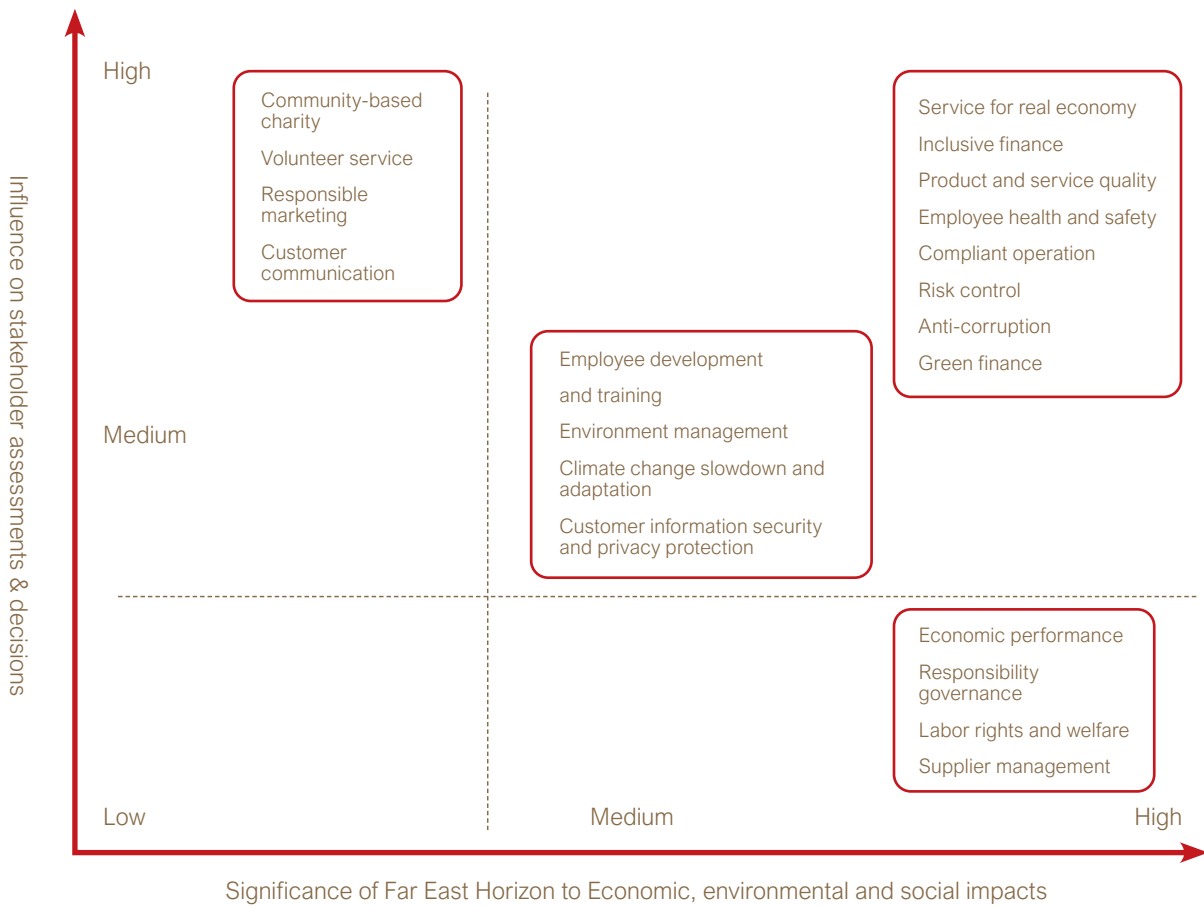 High
Community-based
charity
Volunteer service
Responsible
marketing
Customer
communication
Service for real economy
Inclusive finance
Product and service quality
Employee health and safety
Compliant operation
Risk control
Anti-corruption
Green finance
Influence on stakeholder assessments & decisions
Medium
Employee development
and training
Environment management
Climate change slowdown and
adaptation
Customer information security
and privacy protection
Economic performance
Responsibility
governance
Labor rights and welfare
Supplier management
Low
Medium
High
Significance of Far East Horizon to Economic, environmental and social impacts